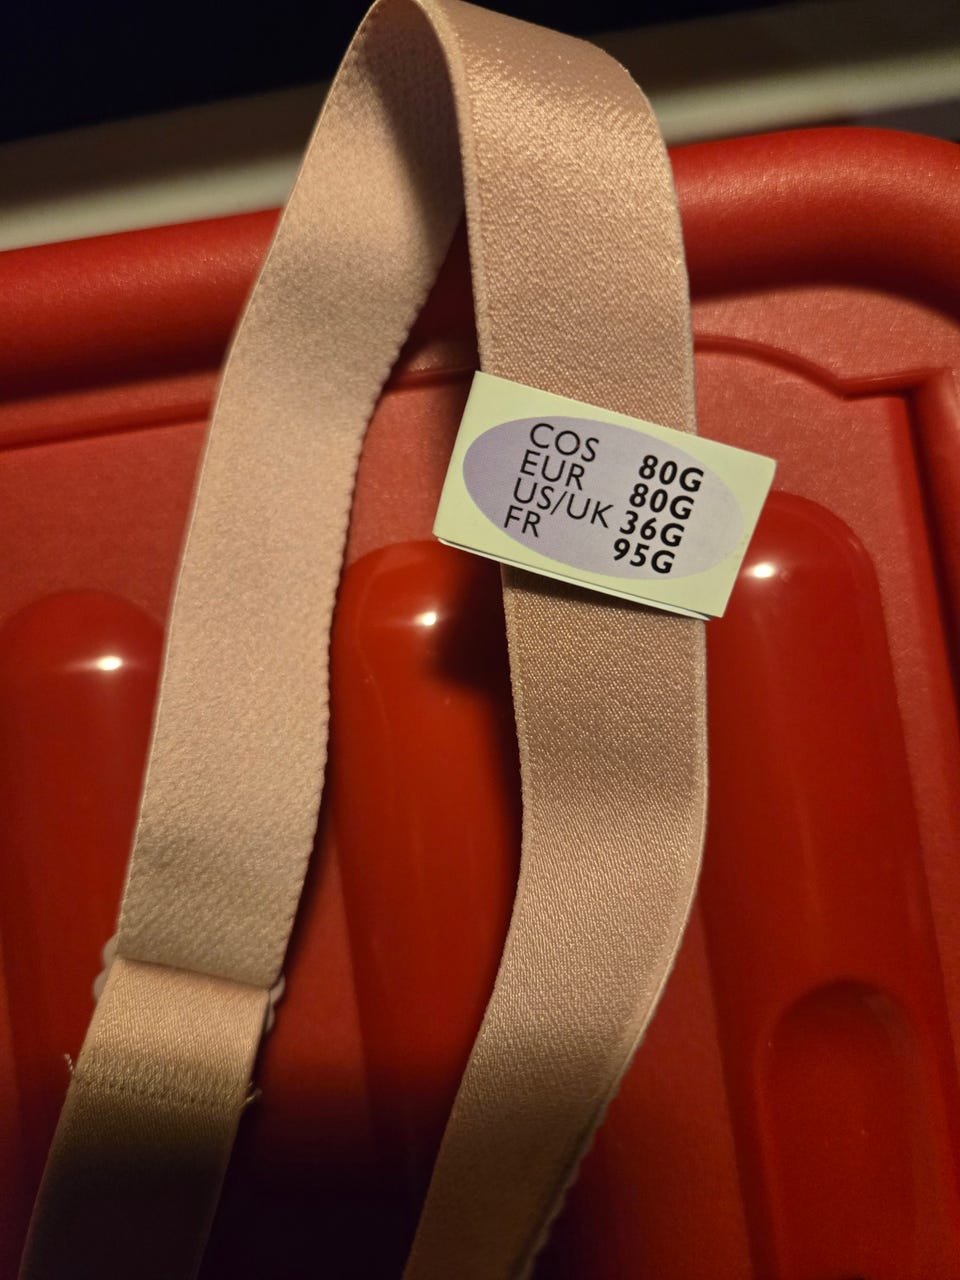 COS 80G
EUR 80G
US/UK 36G
FR 95G